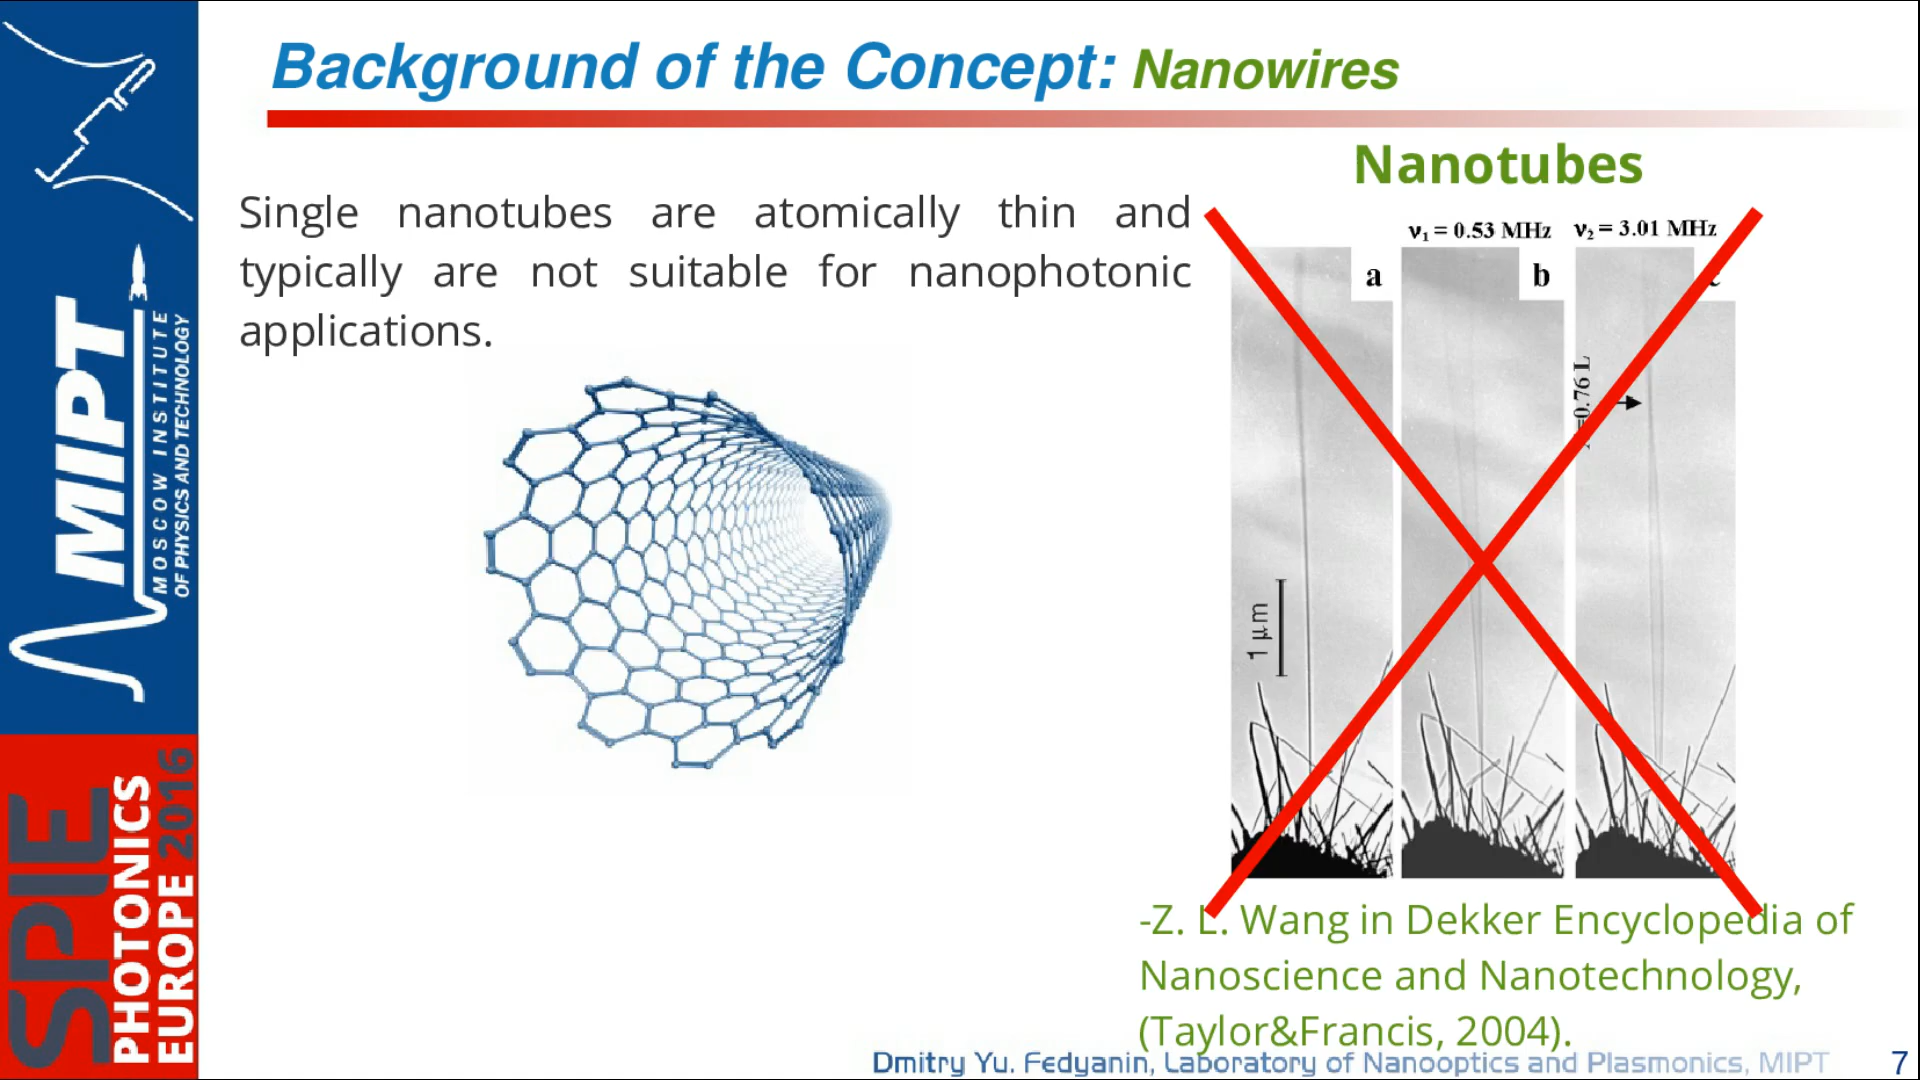 Background of the Concept: Nanowires
Nanotubes
Single nanotubes are atomically thin and
typically are not suitable for nanophotonic
applications.
ν₁ = 0.53 MHz ν₂ = 3.01 MHz
a
b
c
0.76 L
1 μm
-Z. L. Wang in Dekker Encyclopedia of
Nanoscience and Nanotechnology,
(Taylor&Francis, 2004).
MIPT
MOSCOW INSTITUTE
OF PHYSICS AND TECHNOLOGY
SPIE
PHOTONICS
EUROPE 2016
Dmitry Yu. Fedyanin, Laboratory of Nanooptics and Plasmonics, MIPT
7